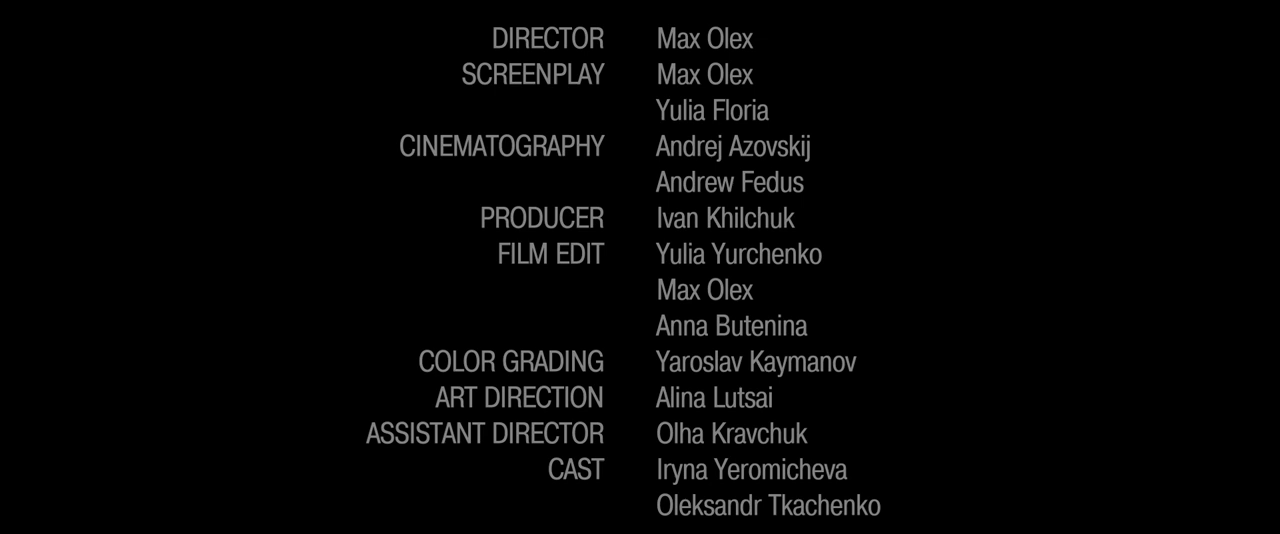 DIRECTOR Max Olex
SCREENPLAY Max Olex
Yulia Floria
CINEMATOGRAPHY Andrej Azovskij
Andrew Fedus
PRODUCER Ivan Khilchuk
FILM EDIT Yulia Yurchenko
Max Olex
Anna Butenina
COLOR GRADING Yaroslav Kaymanov
ART DIRECTION Alina Lutsai
ASSISTANT DIRECTOR Olha Kravchuk
CAST Iryna Yeromicheva
Oleksandr Tkachenko